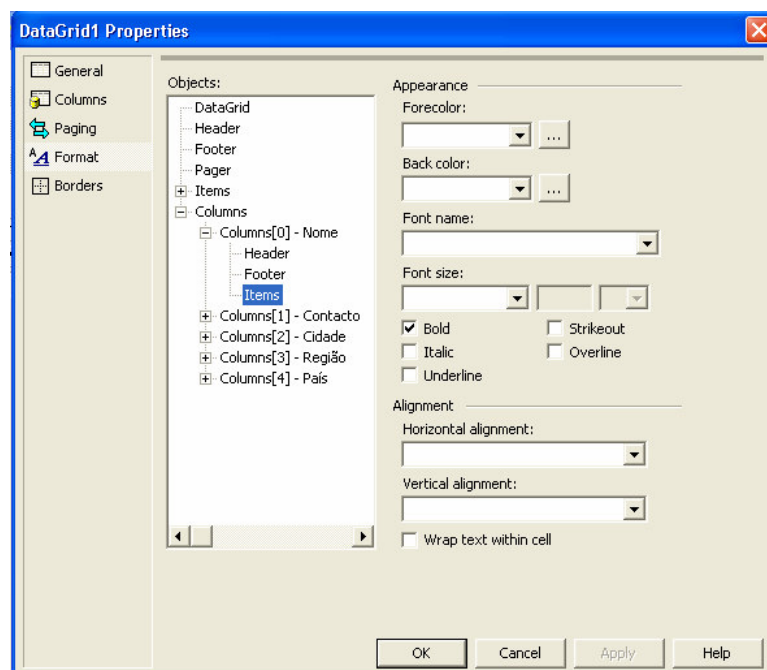 DataGrid1 Properties
General
Columns
Paging
Format
Borders
Objects:
DataGrid
Header
Footer
Pager
Items
Columns
Columns[0] - Nome
Header
Footer
Items
Columns[1] - Contacto
Columns[2] - Cidade
Columns[3] - Região
Columns[4] - País
Appearance
Forecolor:
...
Back color:
...
Font name:
Font size:
Bold
Strikeout
Italic
Overline
Underline
Alignment
Horizontal alignment:
Vertical alignment:
Wrap text within cell
OK
Cancel
Apply
Help